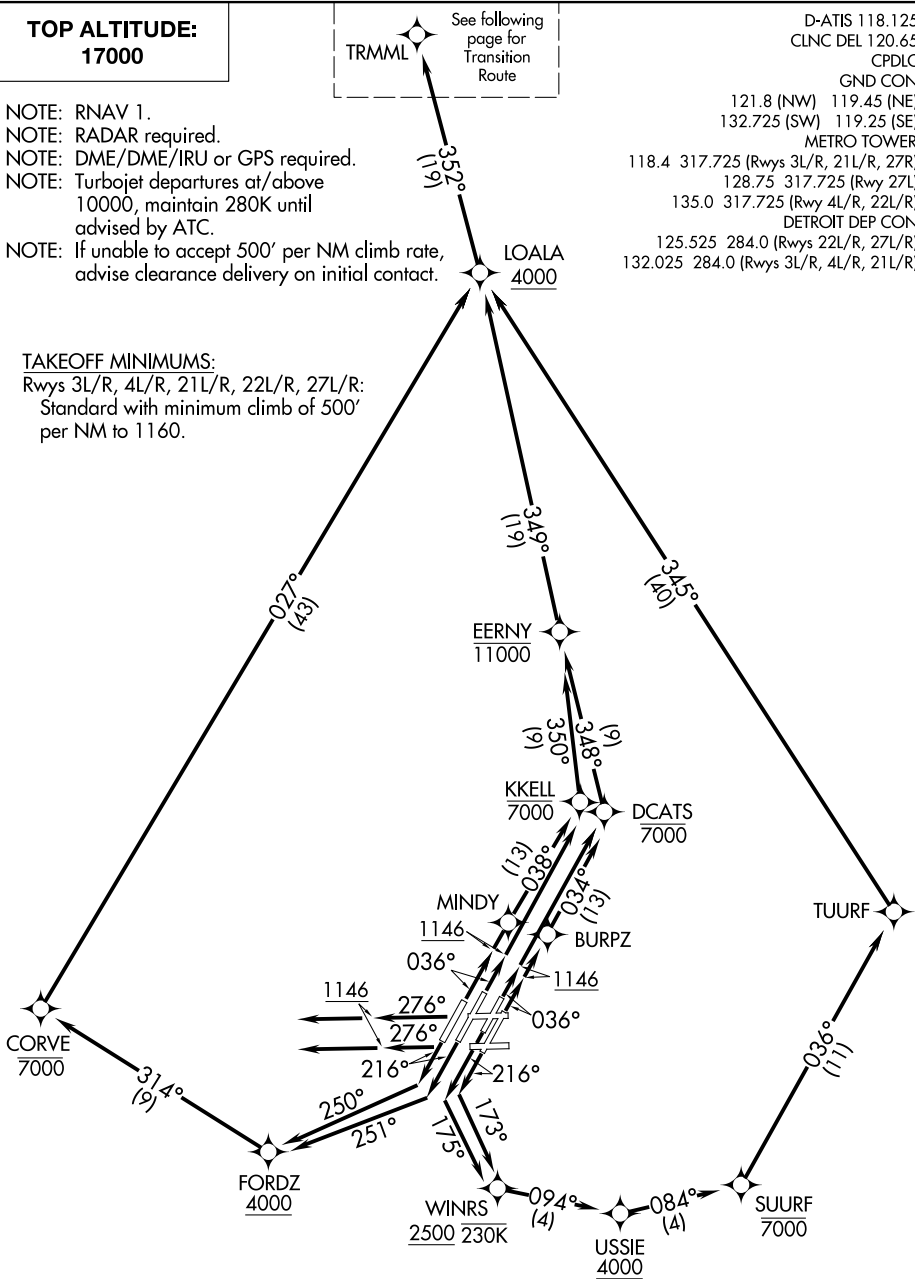 TOP ALTITUDE:
17000
See following
page for
Transition
Route
TRMML
D-ATIS 118.125
CLNC DEL 120.65
CPDLC
GND CON
121.8 (NW) 119.45 (NE)
132.725 (SW) 119.25 (SE)
METRO TOWER
118.4 317.725 (Rwys 3L/R, 21L/R, 27R)
128.75 317.725 (Rwy 27L)
135.0 317.725 (Rwy 4L/R, 22L/R)
DETROIT DEP CON
125.525 284.0 (Rwys 22L/R, 27L/R)
132.025 284.0 (Rwys 3L/R, 4L/R, 21L/R)
NOTE: RNAV 1.
NOTE: RADAR required.
NOTE: DME/DME/IRU or GPS required.
NOTE: Turbojet departures at/above
10000, maintain 280K until
advised by ATC.
NOTE: If unable to accept 500' per NM climb rate,
advise clearance delivery on initial contact.
352°
(19)
LOALA
4000
TAKEOFF MINIMUMS:
Rwys 3L/R, 4L/R, 21L/R, 22L/R, 27L/R:
Standard with minimum climb of 500'
per NM to 1160.
027°
(43)
349°
(19)
345°
(40)
EERNY
11000
350°
(9)
348°
(9)
KKELL
7000
DCATS
7000
(13)
038°
034°
(13)
MINDY
BURPZ
TUURF
1146
1146
036°
036°
1146
276°
276°
216°
216°
CORVE
7000
314°
(9)
250°
251°
175°
173°
036°
(11)
FORDZ
4000
WINRS
2500 230K
094°
(4)
USSIE
4000
084°
(4)
SUURF
7000